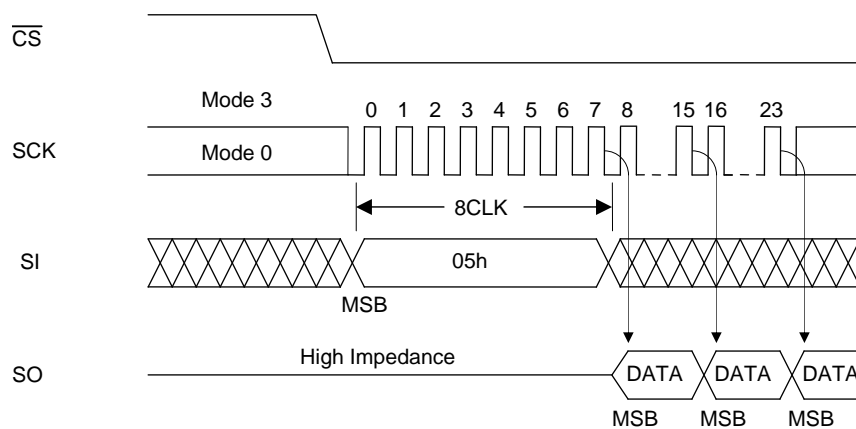 CS
Mode 3
0 1 2 3 4 5 6 7 8 15 16 23
SCK
Mode 0
8CLK
SI
05h
MSB
High Impedance
SO
DATA DATA DATA
MSB MSB MSB